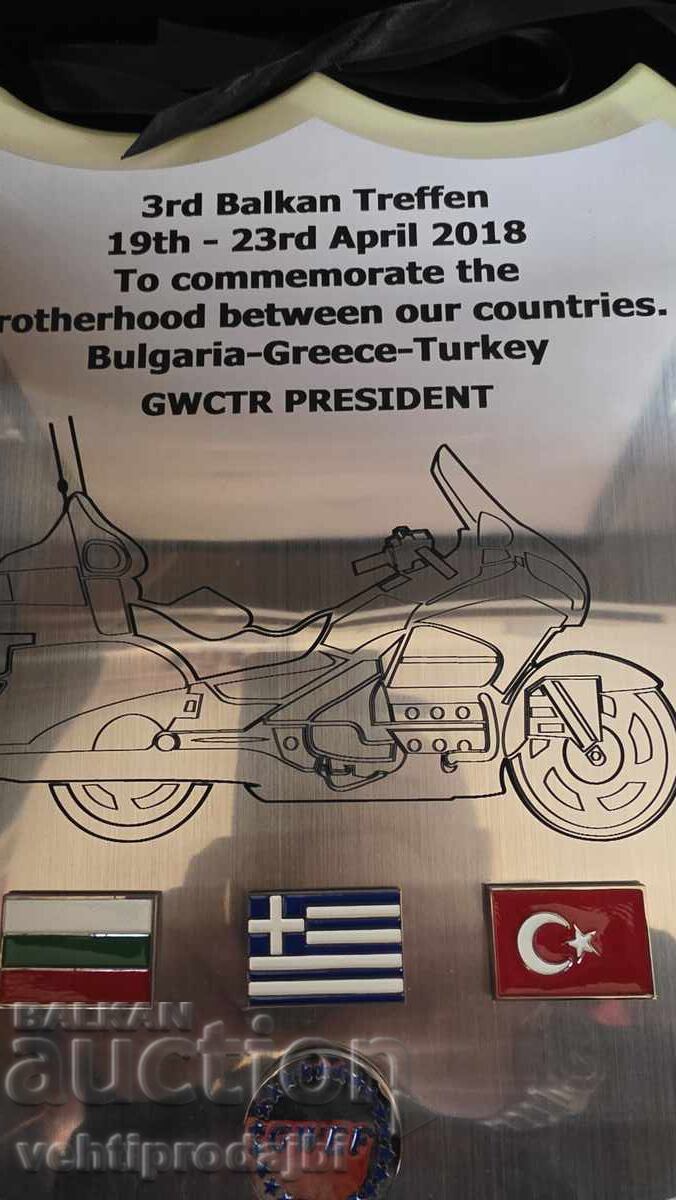 3rd Balkan Treffen
19th - 23rd April 2018
To commemorate the
rotherhood between our countries.
Bulgaria-Greece-Turkey
GWCTR PRESIDENT
BALKAN
auction
vehtiprodajbi
GWEF